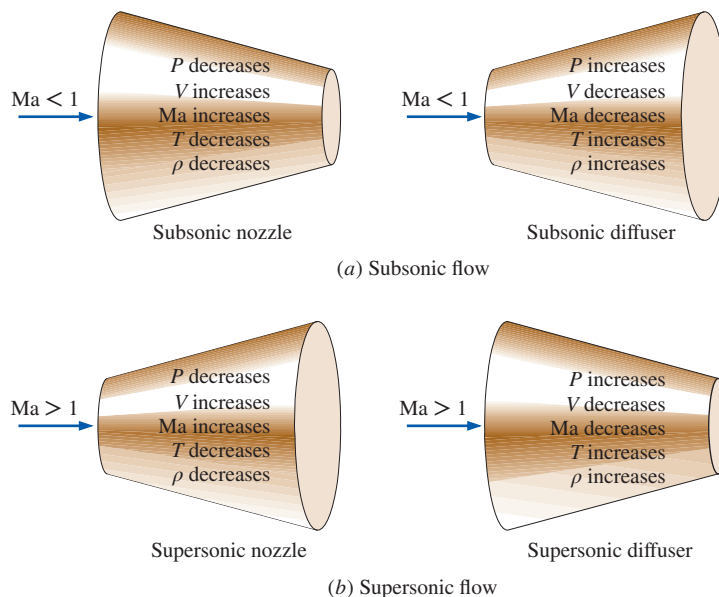 Ma < 1
P decreases
V increases
Ma increases
T decreases
ρ decreases
Subsonic nozzle
Ma < 1
P increases
V decreases
Ma decreases
T increases
ρ increases
Subsonic diffuser
(a) Subsonic flow
Ma > 1
P decreases
V increases
Ma increases
T decreases
ρ decreases
Supersonic nozzle
Ma > 1
P increases
V decreases
Ma decreases
T increases
ρ increases
Supersonic diffuser
(b) Supersonic flow